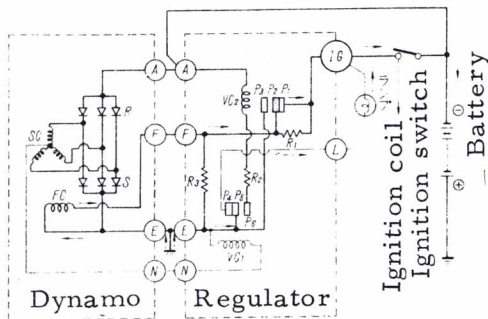 A A
IG
P3 P2 P1
VC2
R
F F
R1
SC
L
R3
R2
S
P4 P5
P6
FC
E E
VC1
N N
Dynamo
Regulator
Ignition coil
Ignition switch
Battery
⊖
⊕